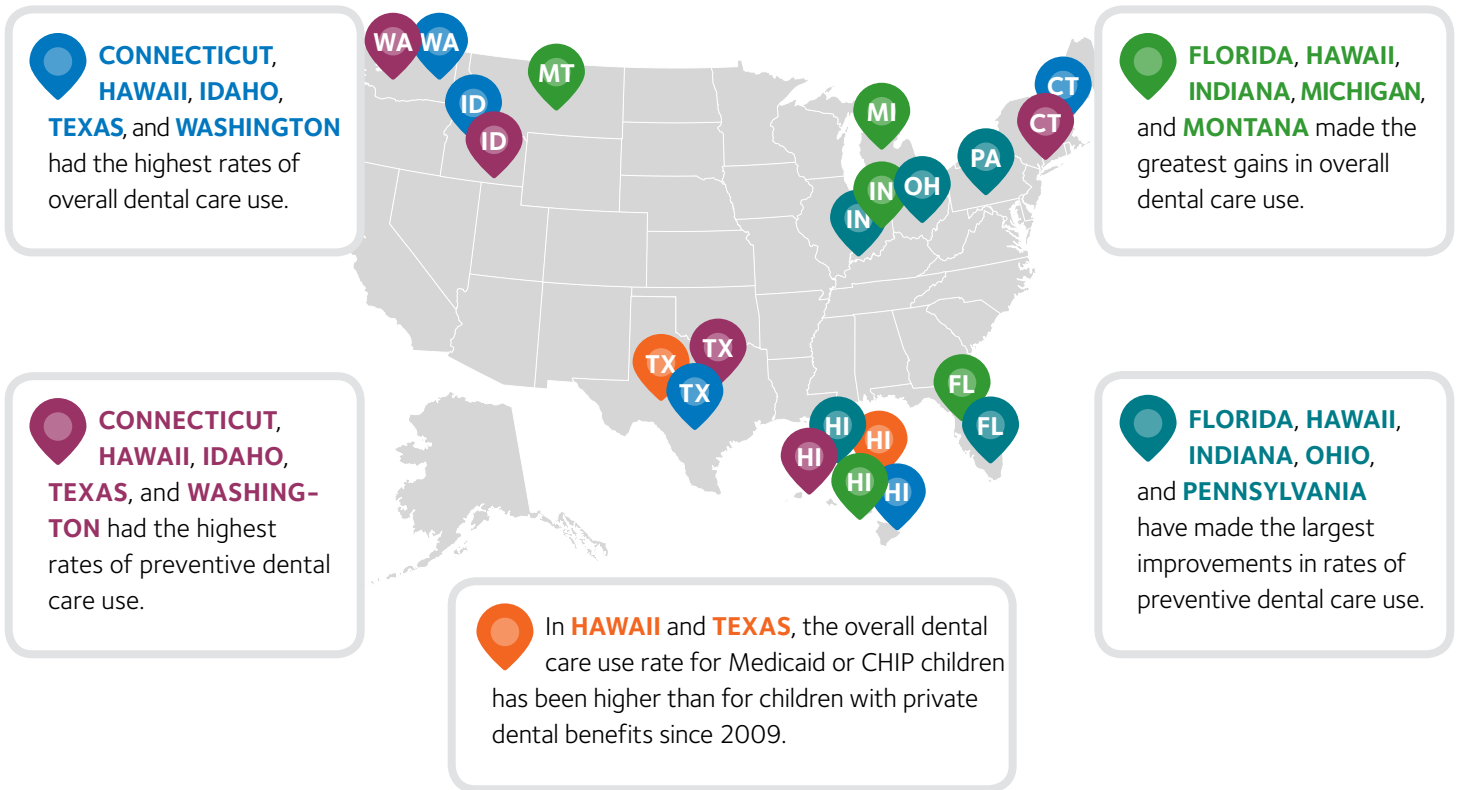 CONNECTICUT,
HAWAII, IDAHO,
TEXAS, and WASHINGTON
had the highest rates of
overall dental care use.
CONNECTICUT,
HAWAII, IDAHO,
TEXAS, and WASHING-
TON had the highest
rates of preventive dental
care use.
WA
WA
MT
ID
ID
MI
CT
CT
PA
IN
OH
IN
TX
TX
TX
FL
FL
HI
HI
HI
HI
HI
FLORIDA, HAWAII,
INDIANA, MICHIGAN,
and MONTANA made the
greatest gains in overall
dental care use.
FLORIDA, HAWAII,
INDIANA, OHIO,
and PENNSYLVANIA
have made the largest
improvements in rates of
preventive dental care use.
In HAWAII and TEXAS, the overall dental
care use rate for Medicaid or CHIP children
has been higher than for children with private
dental benefits since 2009.